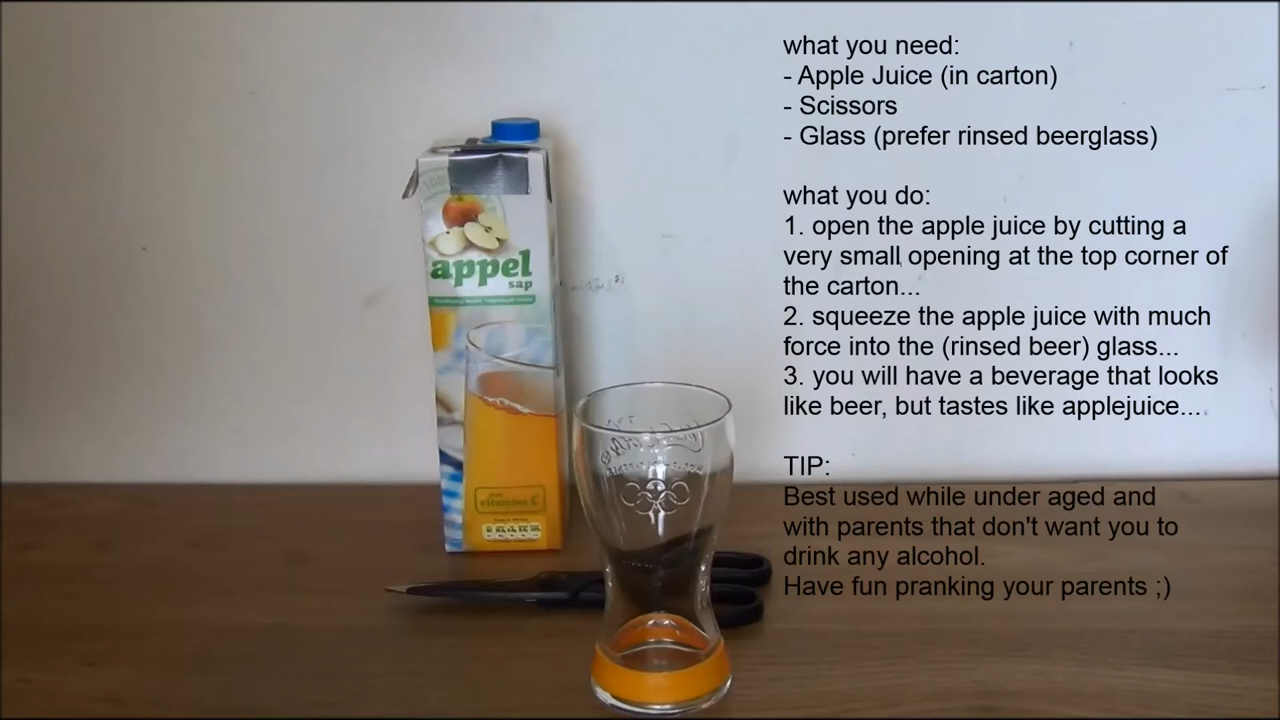 what you need:
- Apple Juice (in carton)
- Scissors
- Glass (prefer rinsed beerglass)
what you do:
1. open the apple juice by cutting a
very small opening at the top corner of
the carton...
2. squeeze the apple juice with much
force into the (rinsed beer) glass...
3. you will have a beverage that looks
like beer, but tastes like applejuice...
TIP:
Best used while under aged and
with parents that don't want you to
drink any alcohol.
Have fun pranking your parents ;)
appel
sap
vitamine C